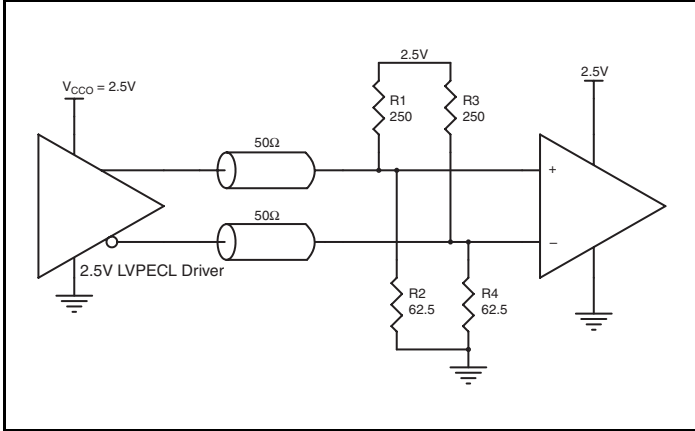 2.5V
V_CCO = 2.5V
2.5V
R1
250
R3
250
50Ω
+
50Ω
−
2.5V LVPECL Driver
R2
62.5
R4
62.5